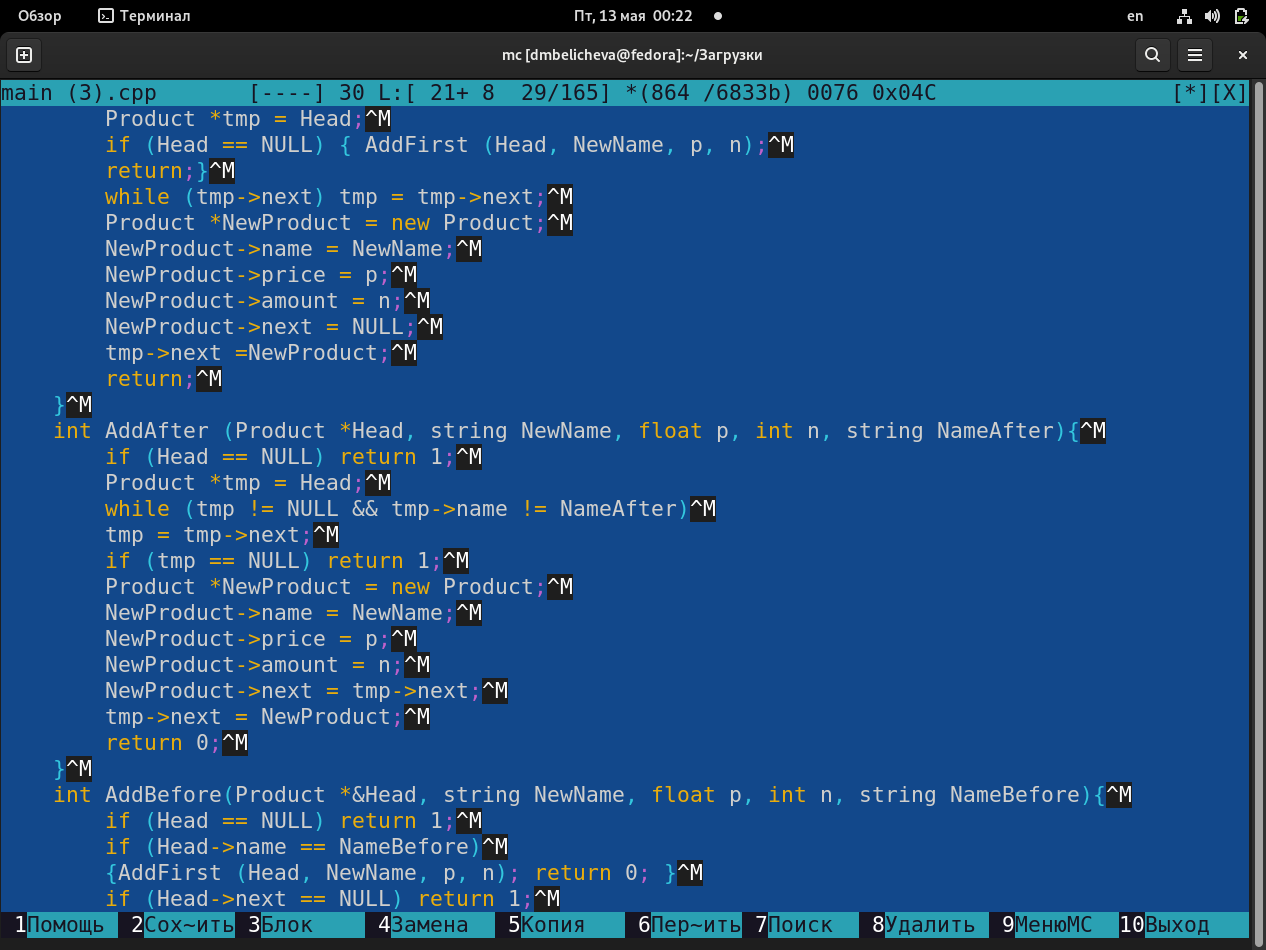 Обзор Терминал Пт, 13 мая 00:22 en
mc [dmbelicheva@fedora]:~/Загрузки
main (3).cpp [----] 30 L:[ 21+ 8 29/165] *(864 /6833b) 0076 0x04C [*][X]
        Product *tmp = Head;^M
        if (Head == NULL) { AddFirst (Head, NewName, p, n);^M
        return;}^M
        while (tmp->next) tmp = tmp->next;^M
        Product *NewProduct = new Product;^M
        NewProduct->name = NewName;^M
        NewProduct->price = p;^M
        NewProduct->amount = n;^M
        NewProduct->next = NULL;^M
        tmp->next =NewProduct;^M
        return;^M
    }^M
    int AddAfter (Product *Head, string NewName, float p, int n, string NameAfter){^M
        if (Head == NULL) return 1;^M
        Product *tmp = Head;^M
        while (tmp != NULL && tmp->name != NameAfter)^M
        tmp = tmp->next;^M
        if (tmp == NULL) return 1;^M
        Product *NewProduct = new Product;^M
        NewProduct->name = NewName;^M
        NewProduct->price = p;^M
        NewProduct->amount = n;^M
        NewProduct->next = tmp->next;^M
        tmp->next = NewProduct;^M
        return 0;^M
    }^M
    int AddBefore(Product *&Head, string NewName, float p, int n, string NameBefore){^M
        if (Head == NULL) return 1;^M
        if (Head->name == NameBefore)^M
        {AddFirst (Head, NewName, p, n); return 0; }^M
        if (Head->next == NULL) return 1;^M
1Помощь 2Сох~ить 3Блок 4Замена 5Копия 6Пер~ить 7Поиск 8Удалить 9МенюMC 10Выход